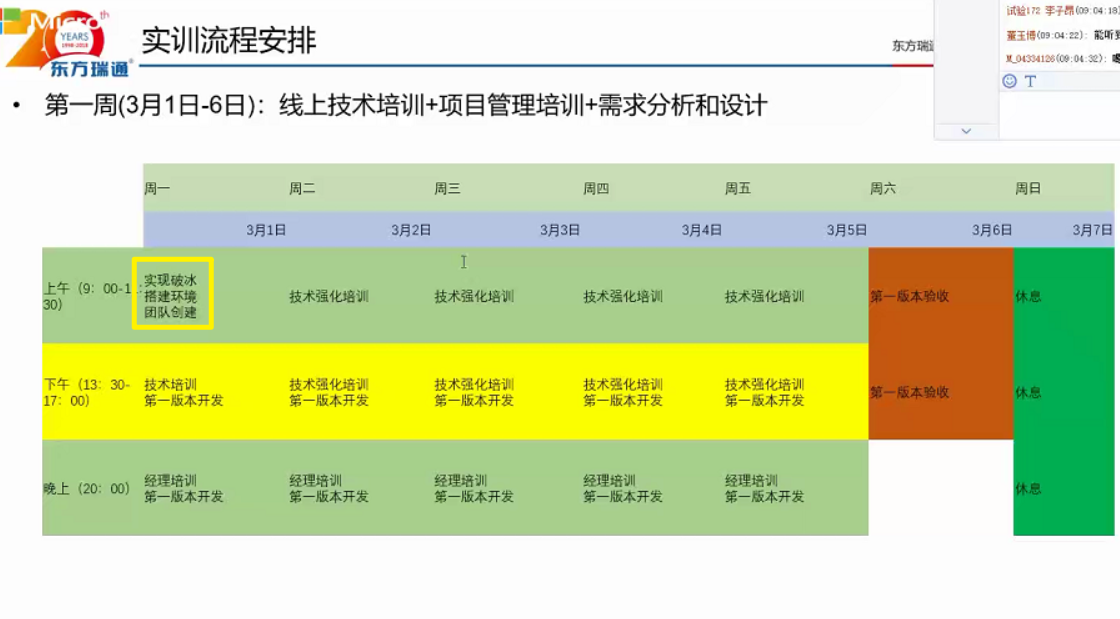 Micro
th
YEARS
1998-2018
东方瑞通®
实训流程安排
东方瑞通
试验172 李子昂(09:04:18)
董玉博(09:04:22): 能听到
M_04334126(09:04:32): 嗯
T
• 第一周(3月1日-6日)：线上技术培训+项目管理培训+需求分析和设计
周一 周二 周三 周四 周五 周六 周日
3月1日 3月2日 3月3日 3月4日 3月5日 3月6日 3月7日
上午（9：00-1
30）
实现破冰
搭建环境
团队创建
技术强化培训 技术强化培训 技术强化培训 技术强化培训 第一版本验收 休息
下午（13：30-
17：00）
技术培训
第一版本开发
技术强化培训
第一版本开发
技术强化培训
第一版本开发
技术强化培训
第一版本开发
技术强化培训
第一版本开发
第一版本验收
休息
晚上（20：00）
经理培训
第一版本开发
经理培训
第一版本开发
经理培训
第一版本开发
经理培训
第一版本开发
经理培训
第一版本开发
休息